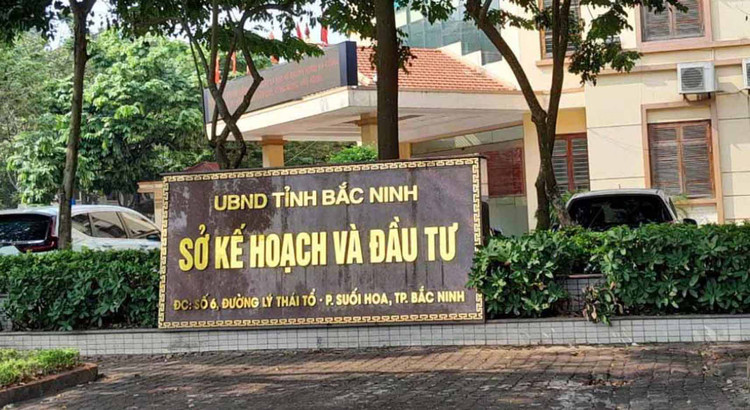 UBND TỈNH BẮC NINH
SỞ KẾ HOẠCH VÀ ĐẦU TƯ
ĐC: SỐ 6, ĐƯỜNG LÝ THÁI TỔ - P. SUỐI HOA, TP. BẮC NINH